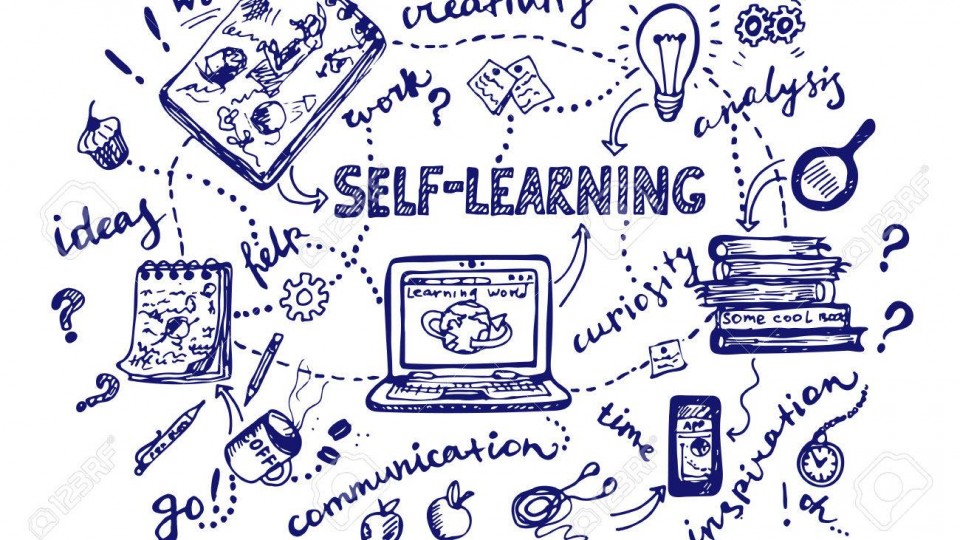 creativity
work?
analysis
SELF-LEARNING
ideas
help
curiosity
Learning world
SOME COOL BOOK
time
APP
OFF
go!
communication
inspiration
oh...
123RF